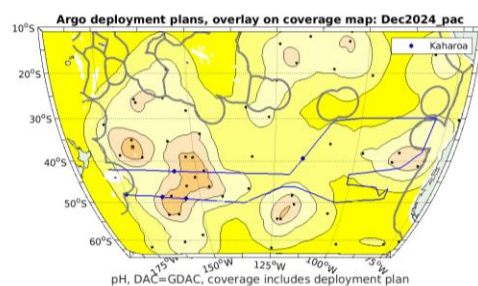 Argo deployment plans, overlay on coverage map: Dec2024_pac
10°S
Kaharoa
20°S
30°S
40°S
50°S
60°S
175°W
150°W
125°W
100°W
75°W
pH, DAC=GDAC, coverage includes deployment plan